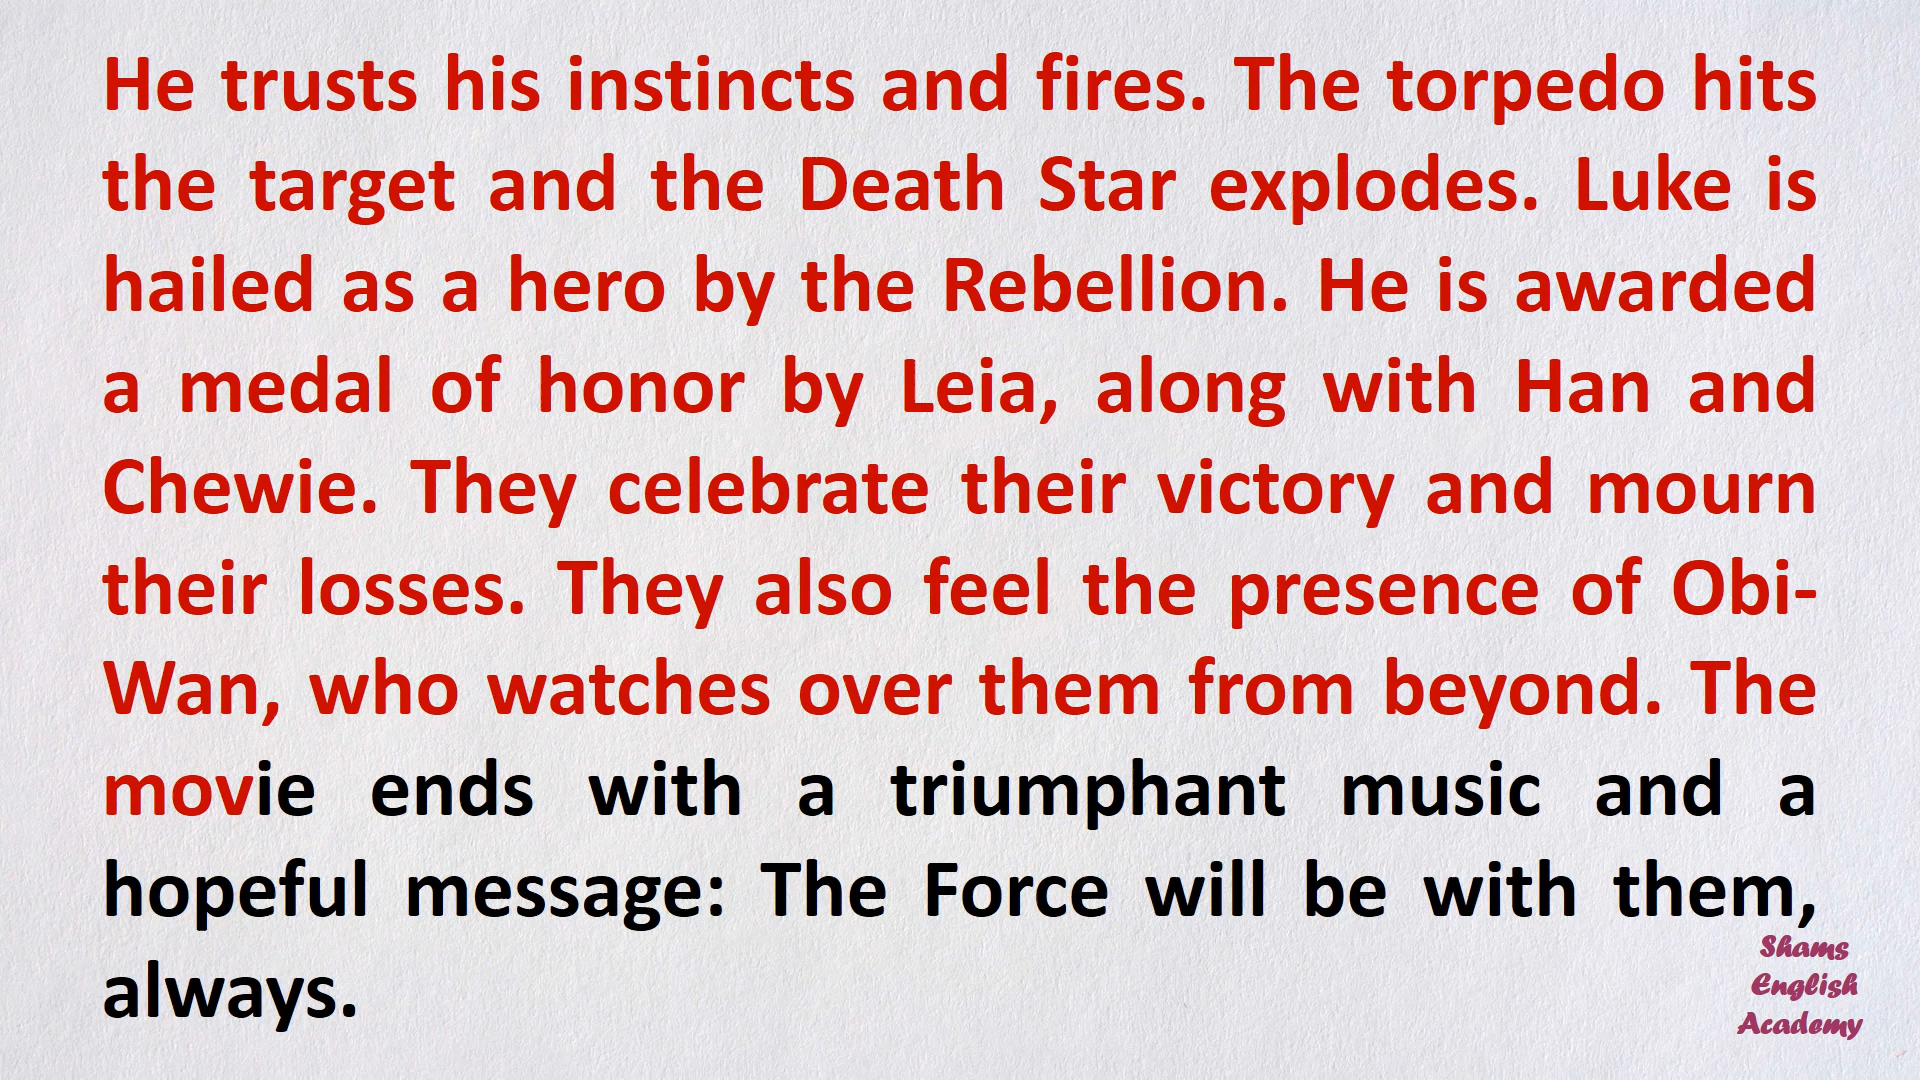 He trusts his instincts and fires. The torpedo hits
the target and the Death Star explodes. Luke is
hailed as a hero by the Rebellion. He is awarded
a medal of honor by Leia, along with Han and
Chewie. They celebrate their victory and mourn
their losses. They also feel the presence of Obi-
Wan, who watches over them from beyond. The
movie ends with a triumphant music and a
hopeful message: The Force will be with them,
always.
Shams
English
Academy